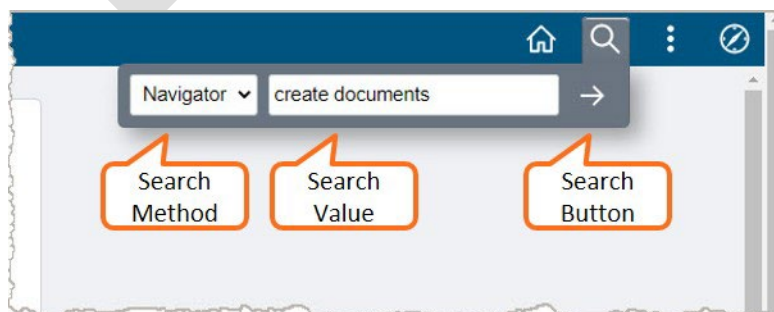 Navigator create documents
Search Method
Search Value
Search Button